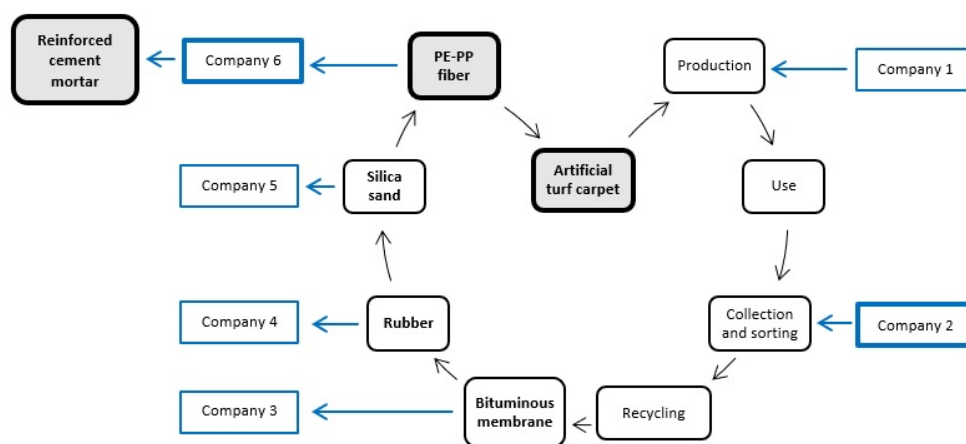 Reinforced
cement
mortar
Company 6
PE-PP
fiber
Production
Company 1
Company 5
Silica
sand
Artificial
turf carpet
Use
Company 4
Rubber
Collection
and sorting
Company 2
Company 3
Bituminous
membrane
Recycling